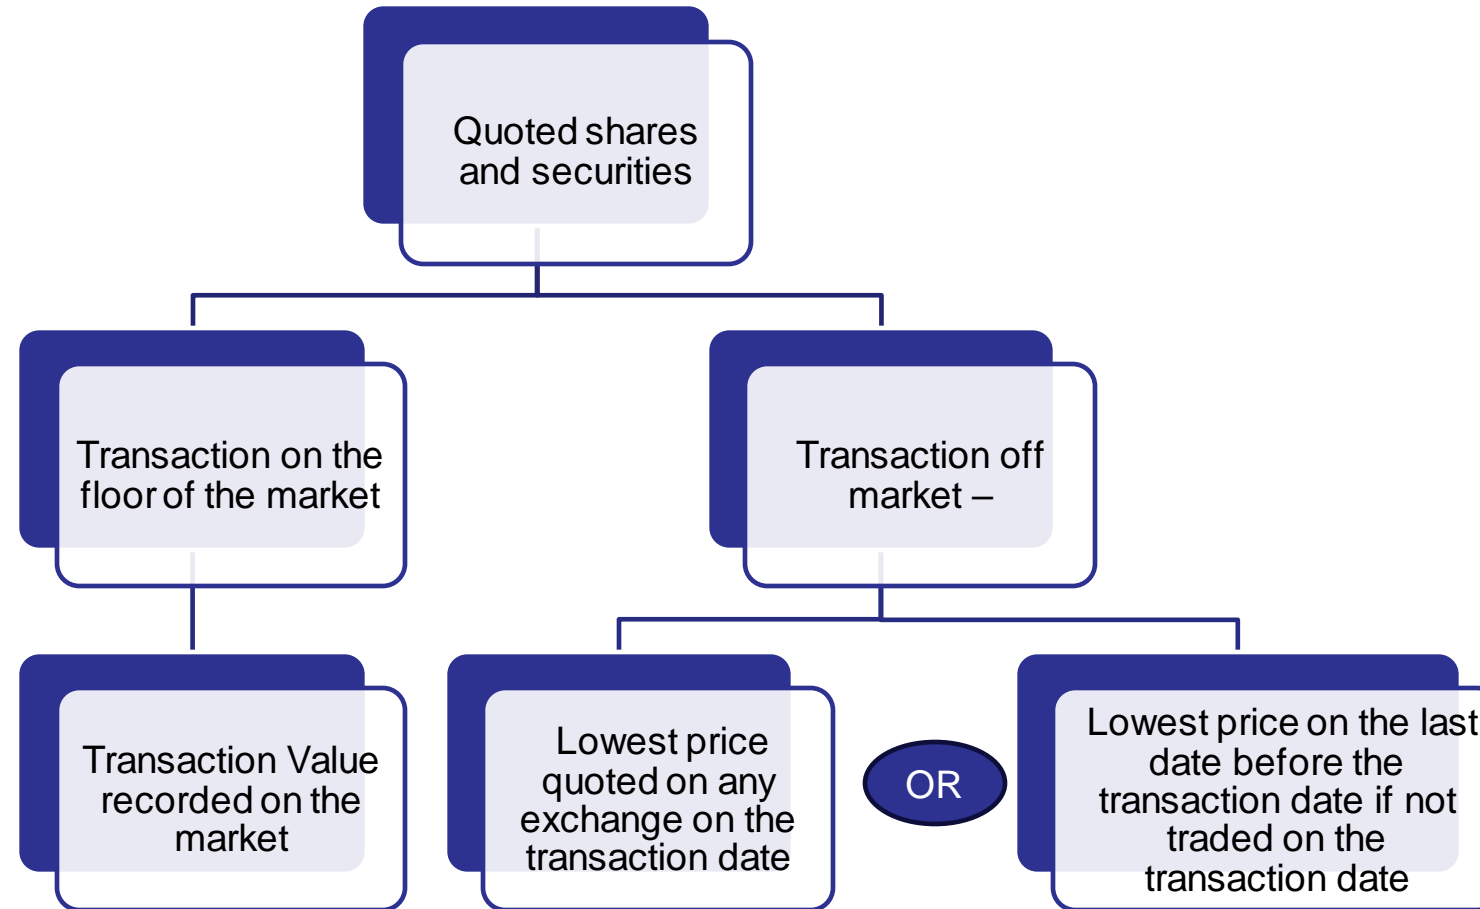 Quoted shares
and securities
Transaction on the
floor of the market
Transaction off
market –
Transaction Value
recorded on the
market
Lowest price
quoted on any
exchange on the
transaction date
OR
Lowest price on the last
date before the
transaction date if not
traded on the
transaction date